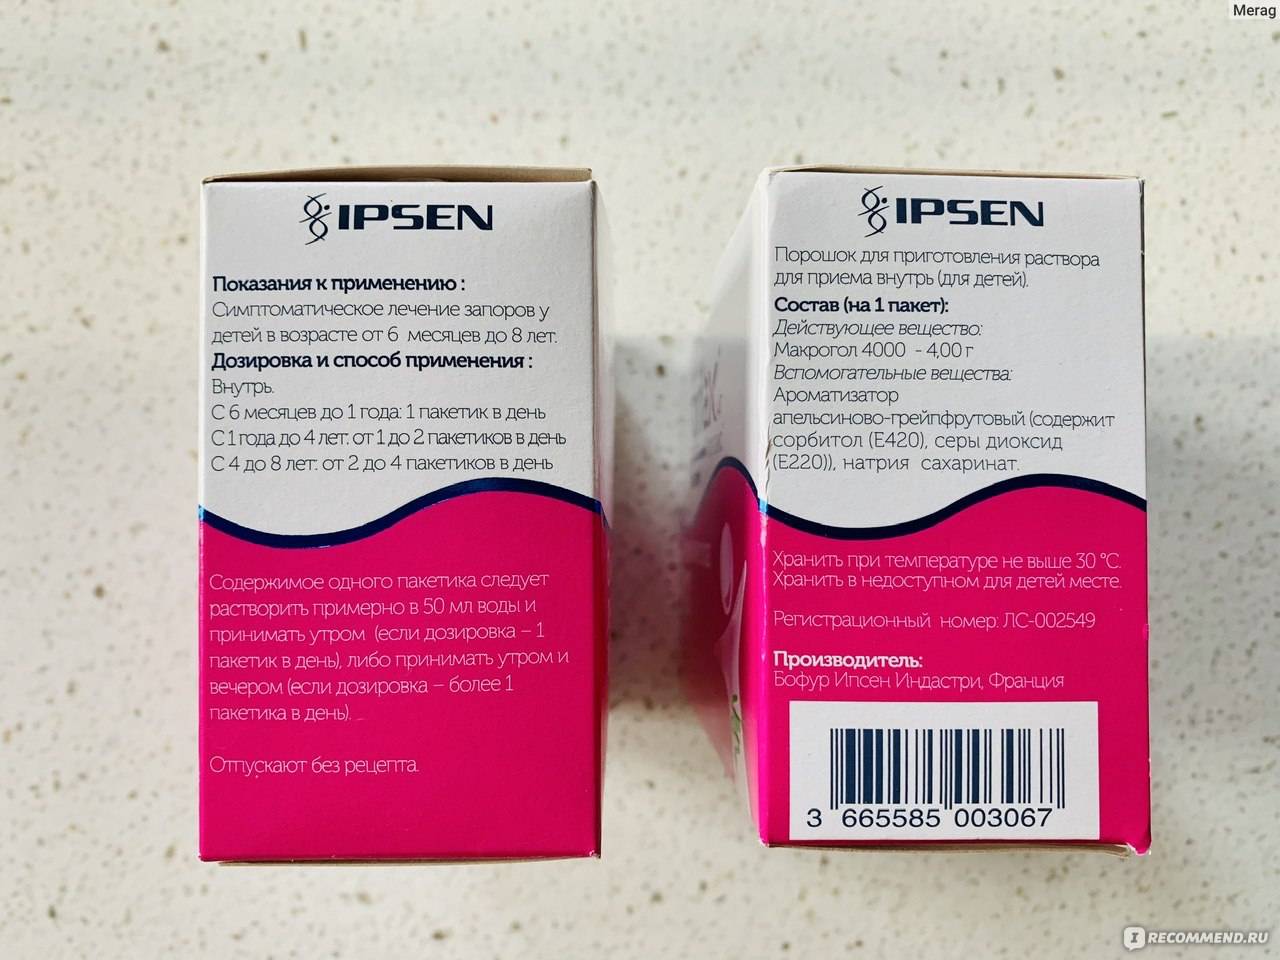 Merag
IPSEN
Показания к применению :
Симптоматическое лечение запоров у
детей в возрасте от 6 месяцев до 8 лет.
Дозировка и способ применения :
Внутрь.
С 6 месяцев до 1 года: 1 пакетик в день
С 1 года до 4 лет: от 1 до 2 пакетиков в день
С 4 до 8 лет: от 2 до 4 пакетиков в день
Содержимое одного пакетика следует
растворить примерно в 50 мл воды и
принимать утром (если дозировка – 1
пакетик в день), либо принимать утром и
вечером (если дозировка – более 1
пакетика в день).
Отпускают без рецепта.
IPSEN
Порошок для приготовления раствора
для приема внутрь (для детей).
Состав (на 1 пакет):
Действующее вещество:
Макрогол 4000 - 4,00 г
Вспомогательные вещества:
Ароматизатор
апельсиново-грейпфрутовый (содержит
сорбитол (Е420), серы диоксид
(Е220)), натрия сахаринат.
Хранить при температуре не выше 30 °С.
Хранить в недоступном для детей месте.
Регистрационный номер: ЛС-002549
Производитель:
Бофур Ипсен Индастри, Франция
3 665585 003067
IRECOMMEND.RU